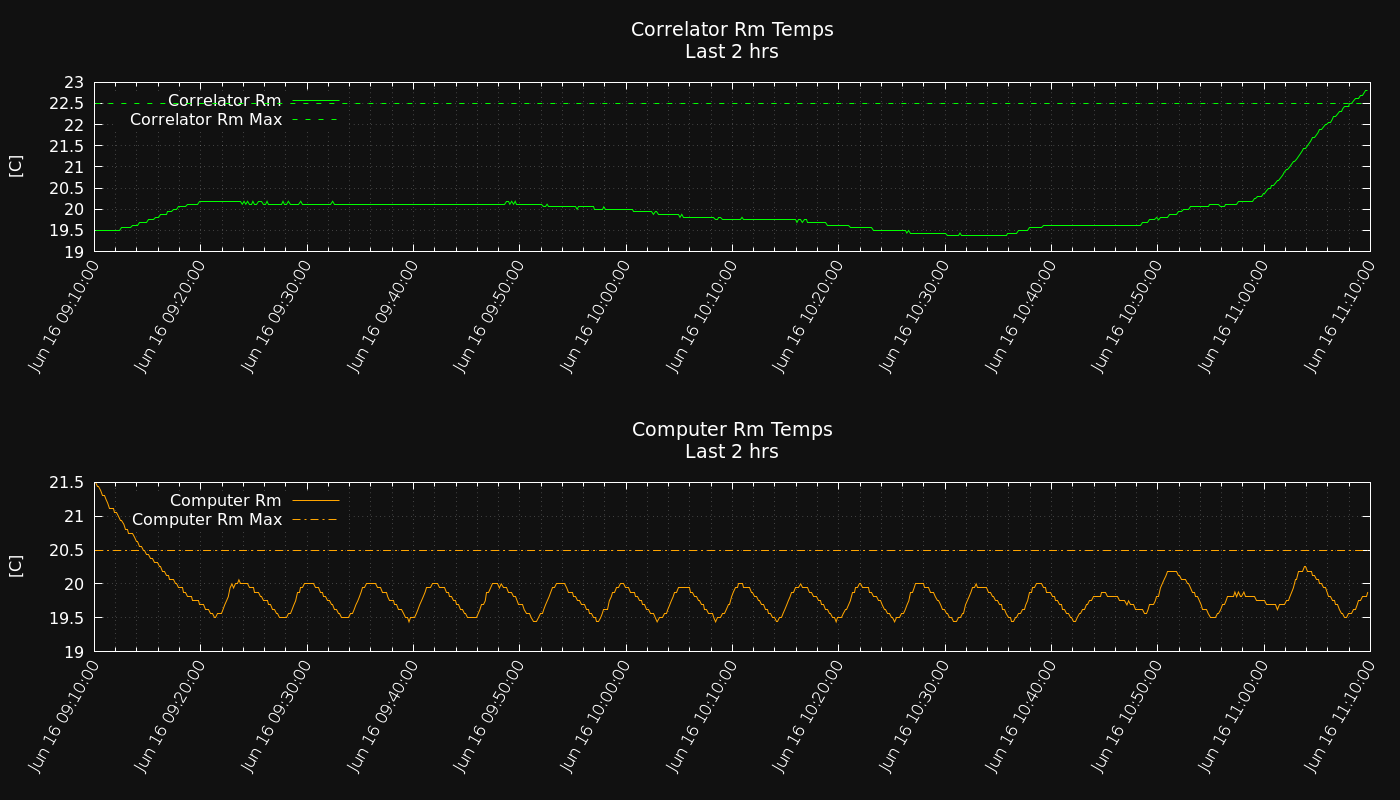 Correlator Rm Temps
Last 2 hrs
[C]
23
22.5
22
21.5
21
20.5
20
19.5
19
Correlator Rm
Correlator Rm Max
Jun 16 09:10:00
Jun 16 09:20:00
Jun 16 09:30:00
Jun 16 09:40:00
Jun 16 09:50:00
Jun 16 10:00:00
Jun 16 10:10:00
Jun 16 10:20:00
Jun 16 10:30:00
Jun 16 10:40:00
Jun 16 10:50:00
Jun 16 11:00:00
Jun 16 11:10:00
Computer Rm Temps
Last 2 hrs
[C]
21.5
21
20.5
20
19.5
19
Computer Rm
Computer Rm Max
Jun 16 09:10:00
Jun 16 09:20:00
Jun 16 09:30:00
Jun 16 09:40:00
Jun 16 09:50:00
Jun 16 10:00:00
Jun 16 10:10:00
Jun 16 10:20:00
Jun 16 10:30:00
Jun 16 10:40:00
Jun 16 10:50:00
Jun 16 11:00:00
Jun 16 11:10:00